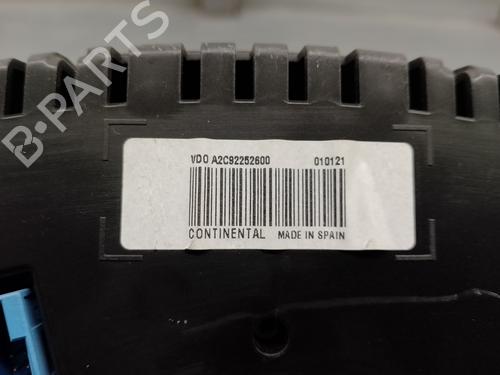 B-PARTS
VDO A2C92252600 010121
CONTINENTAL MADE IN SPAIN